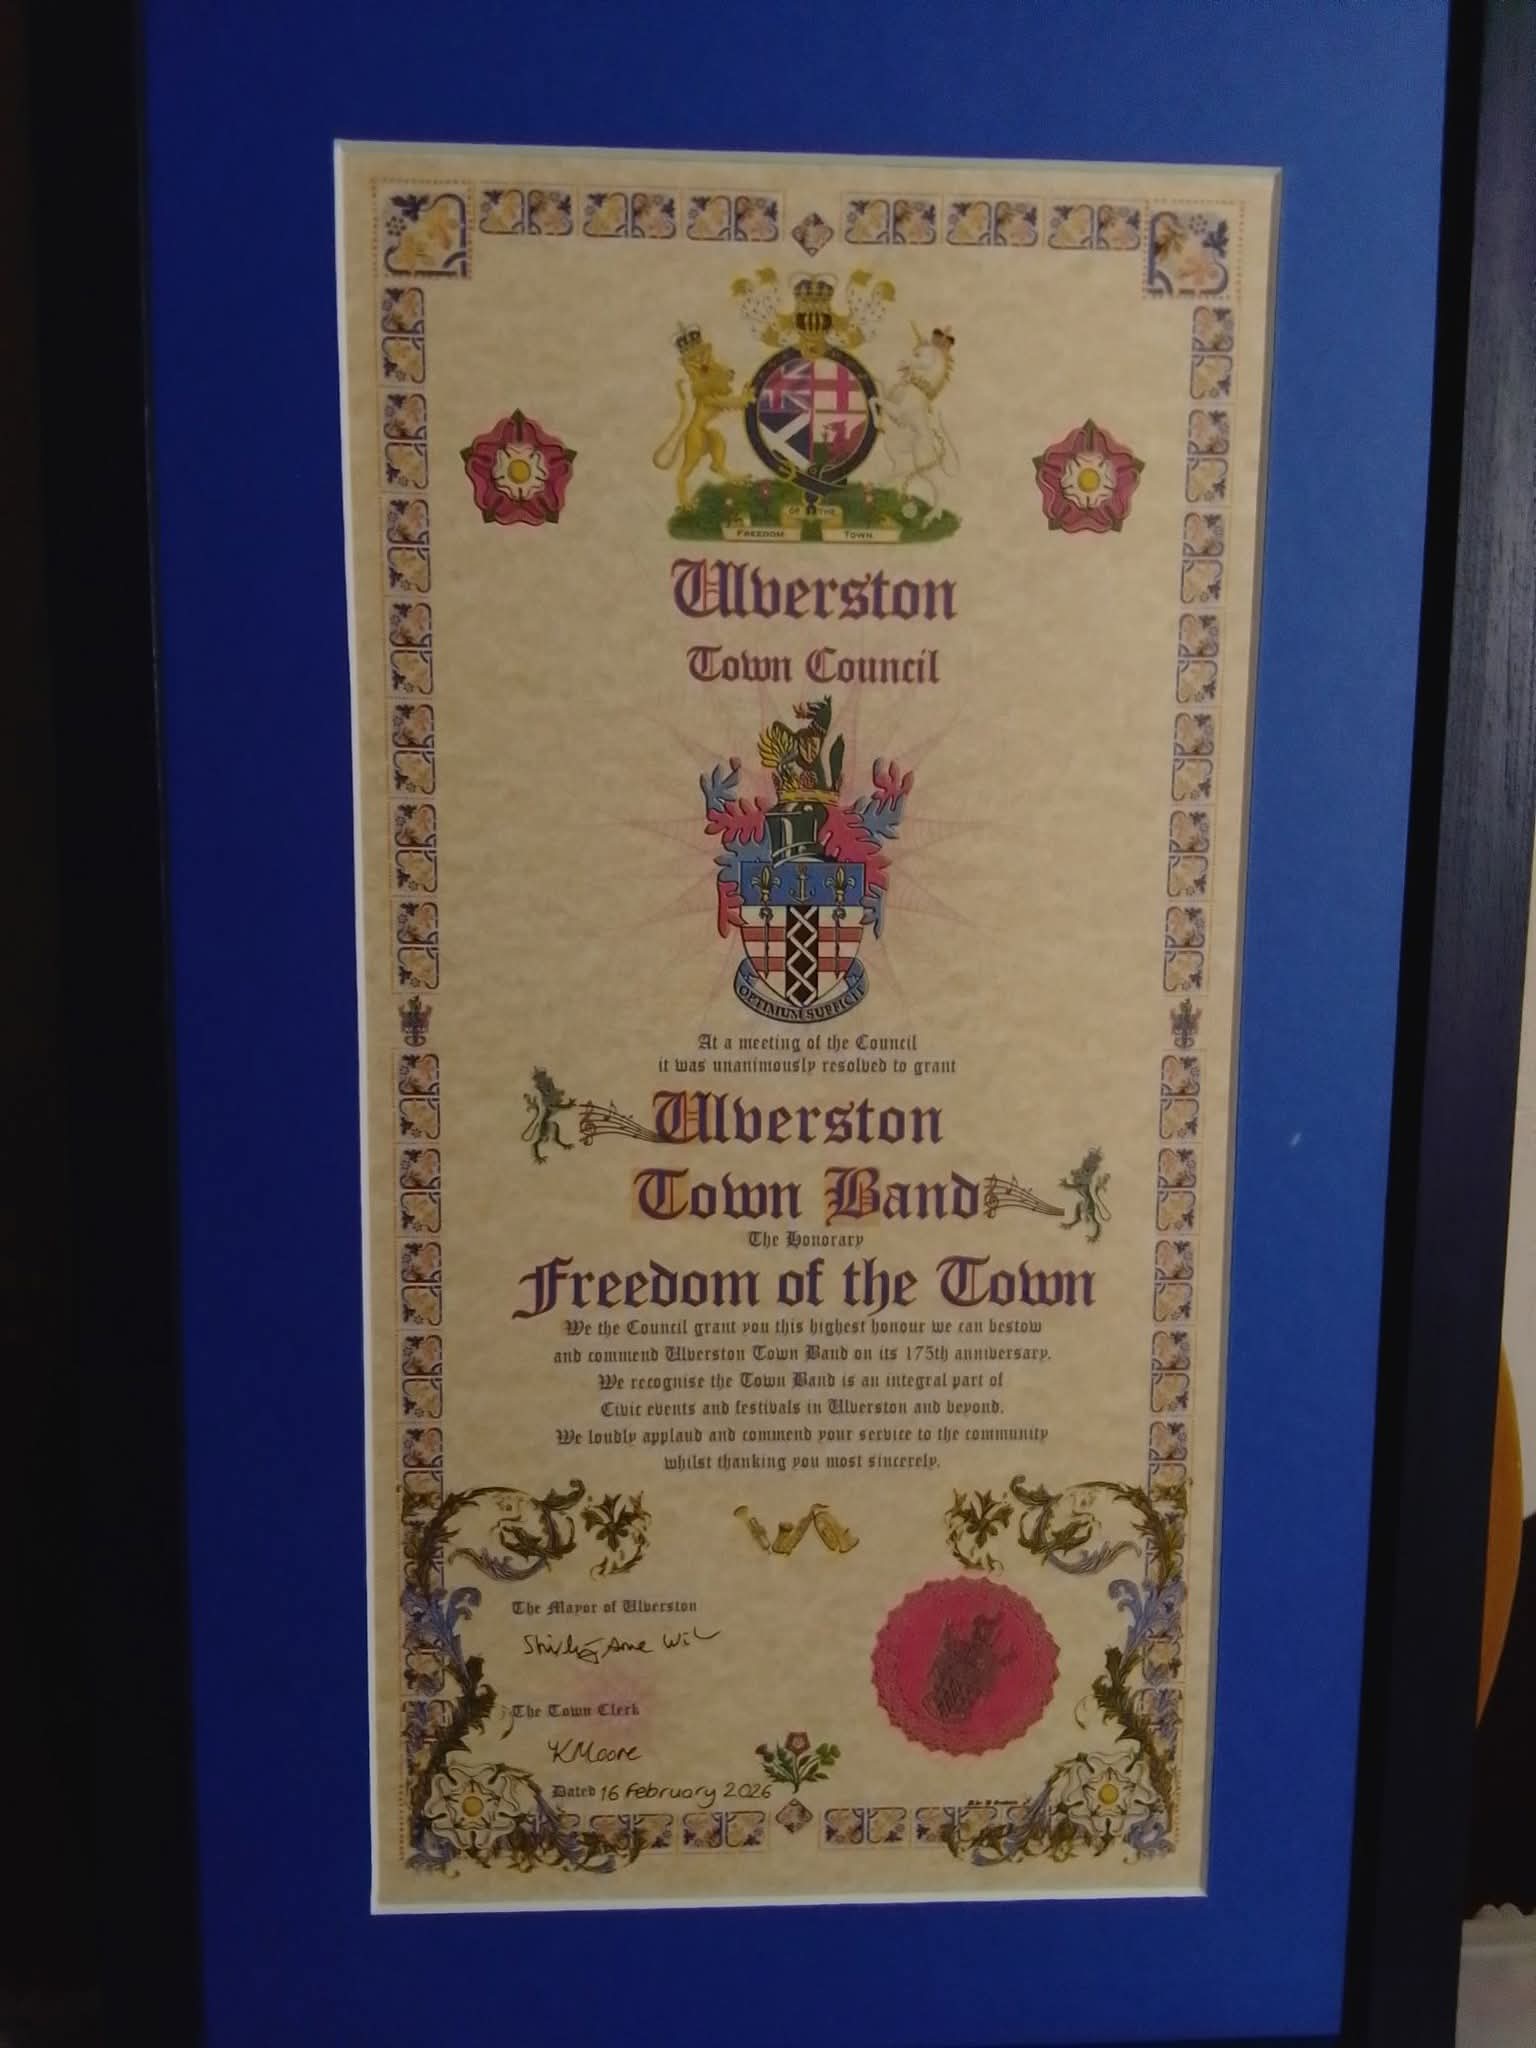 OF THE
FREEDOM TOWN
Ulverston
Town Council
OPTIMUM SUFFICIT
At a meeting of the Council
it was unanimously resolved to grant
Ulverston
Town Band
The Honorary
Freedom of the Town
We the Council grant you this highest honour we can bestow
and commend Ulverston Town Band on its 175th anniversary.
We recognise the Town Band is an integral part of
Civic events and festivals in Ulverston and beyond.
We loudly applaud and commend your service to the community
whilst thanking you most sincerely.
The Mayor of Ulverston
Shirley Anne
The Town Clerk
K Moore
Dated 16 February 2026